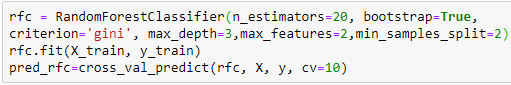 rfc = RandomForestClassifier(n_estimators=20, bootstrap=True,
criterion='gini', max_depth=3,max_features=2,min_samples_split=2)
rfc.fit(X_train, y_train)
pred_rfc=cross_val_predict(rfc, X, y, cv=10)